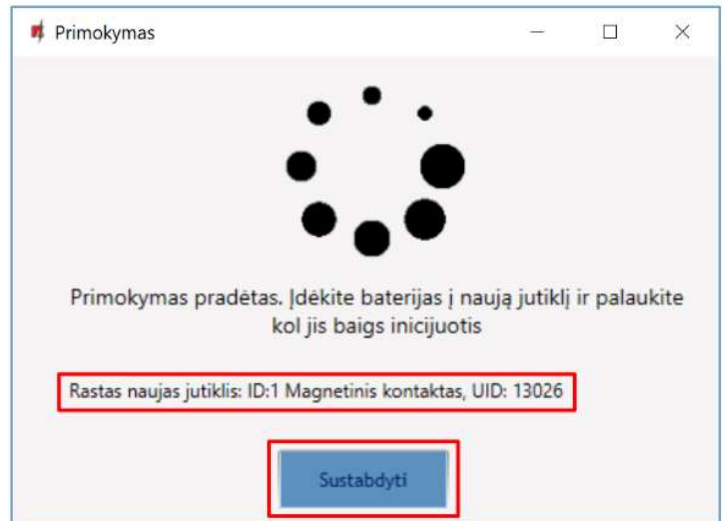 Primokymas
Primokymas pradėtas. Įdėkite baterijas į naują jutiklį ir palaukite
kol jis baigs inicijuotis
Rastas naujas jutiklis: ID:1 Magnetinis kontaktas, UID: 13026
Sustabdyti